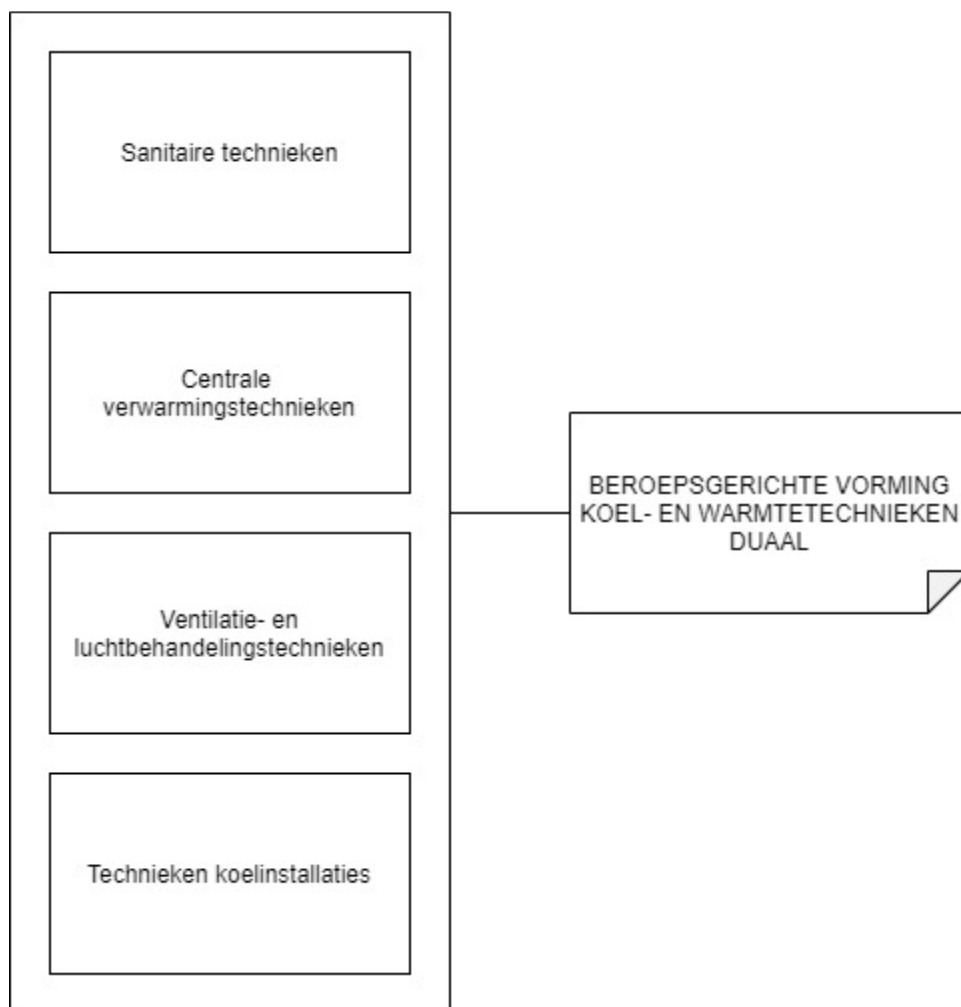 Sanitaire technieken
Centrale
verwarmingstechnieken
Ventilatie- en
luchtbehandelingstechnieken
Technieken koelinstallaties
BEROEPSGERICHTE VORMING
KOEL- EN WARMTETECHNIEKEN
DUAAL